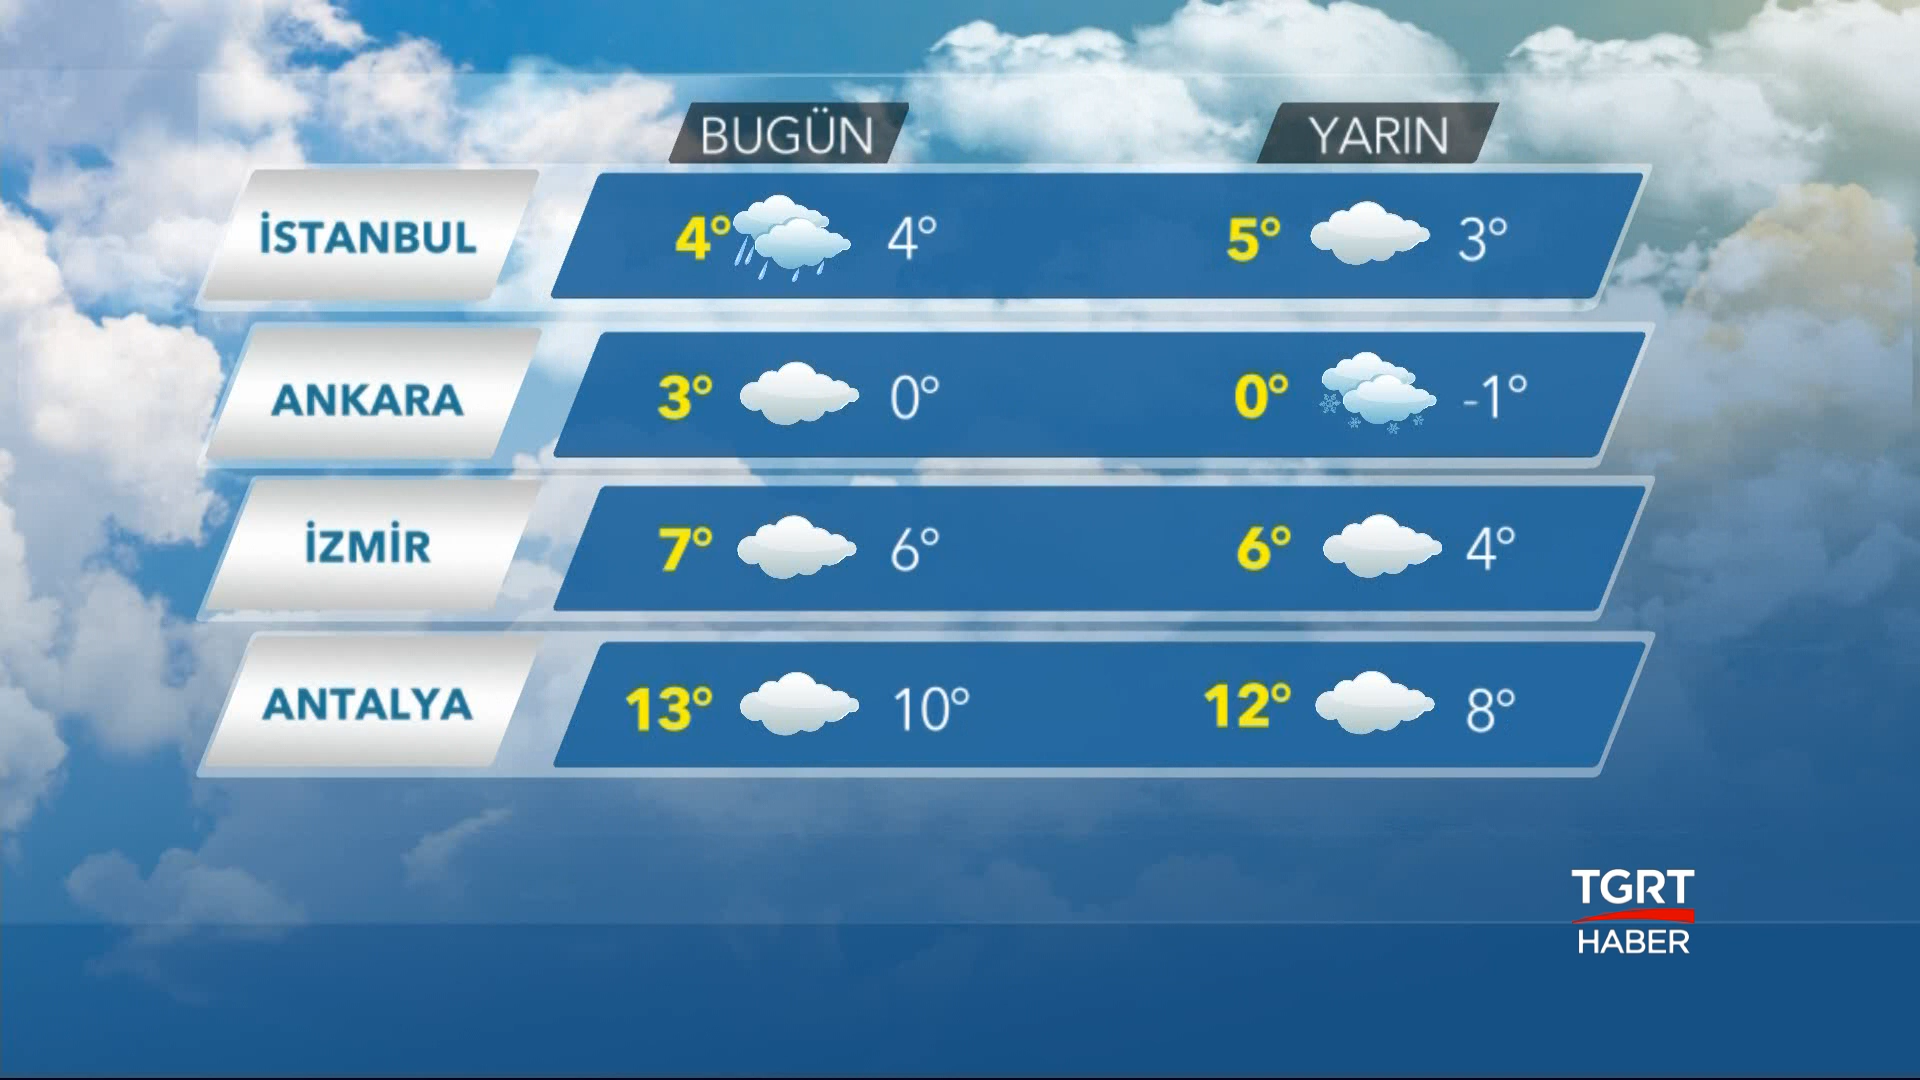 BUGÜN YARIN
İSTANBUL 4° 4° 5° 3°
ANKARA 3° 0° 0° -1°
İZMİR 7° 6° 6° 4°
ANTALYA 13° 10° 12° 8°
TGRT
HABER